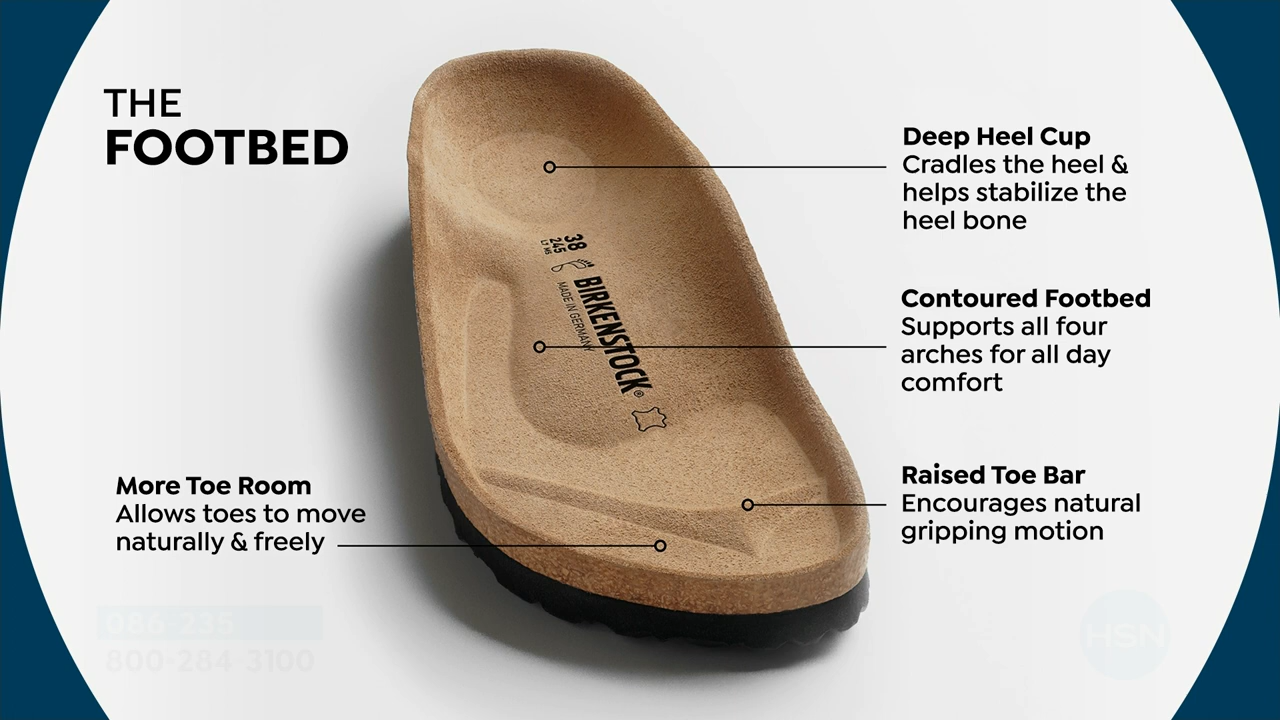 THE
FOOTBED
Deep Heel Cup
Cradles the heel &
helps stabilize the
heel bone
38
245
BIRKENSTOCK®
MADE IN GERMANY
Contoured Footbed
Supports all four
arches for all day
comfort
Raised Toe Bar
Encourages natural
gripping motion
More Toe Room
Allows toes to move
naturally & freely
086 235
800-284 3100
HSN